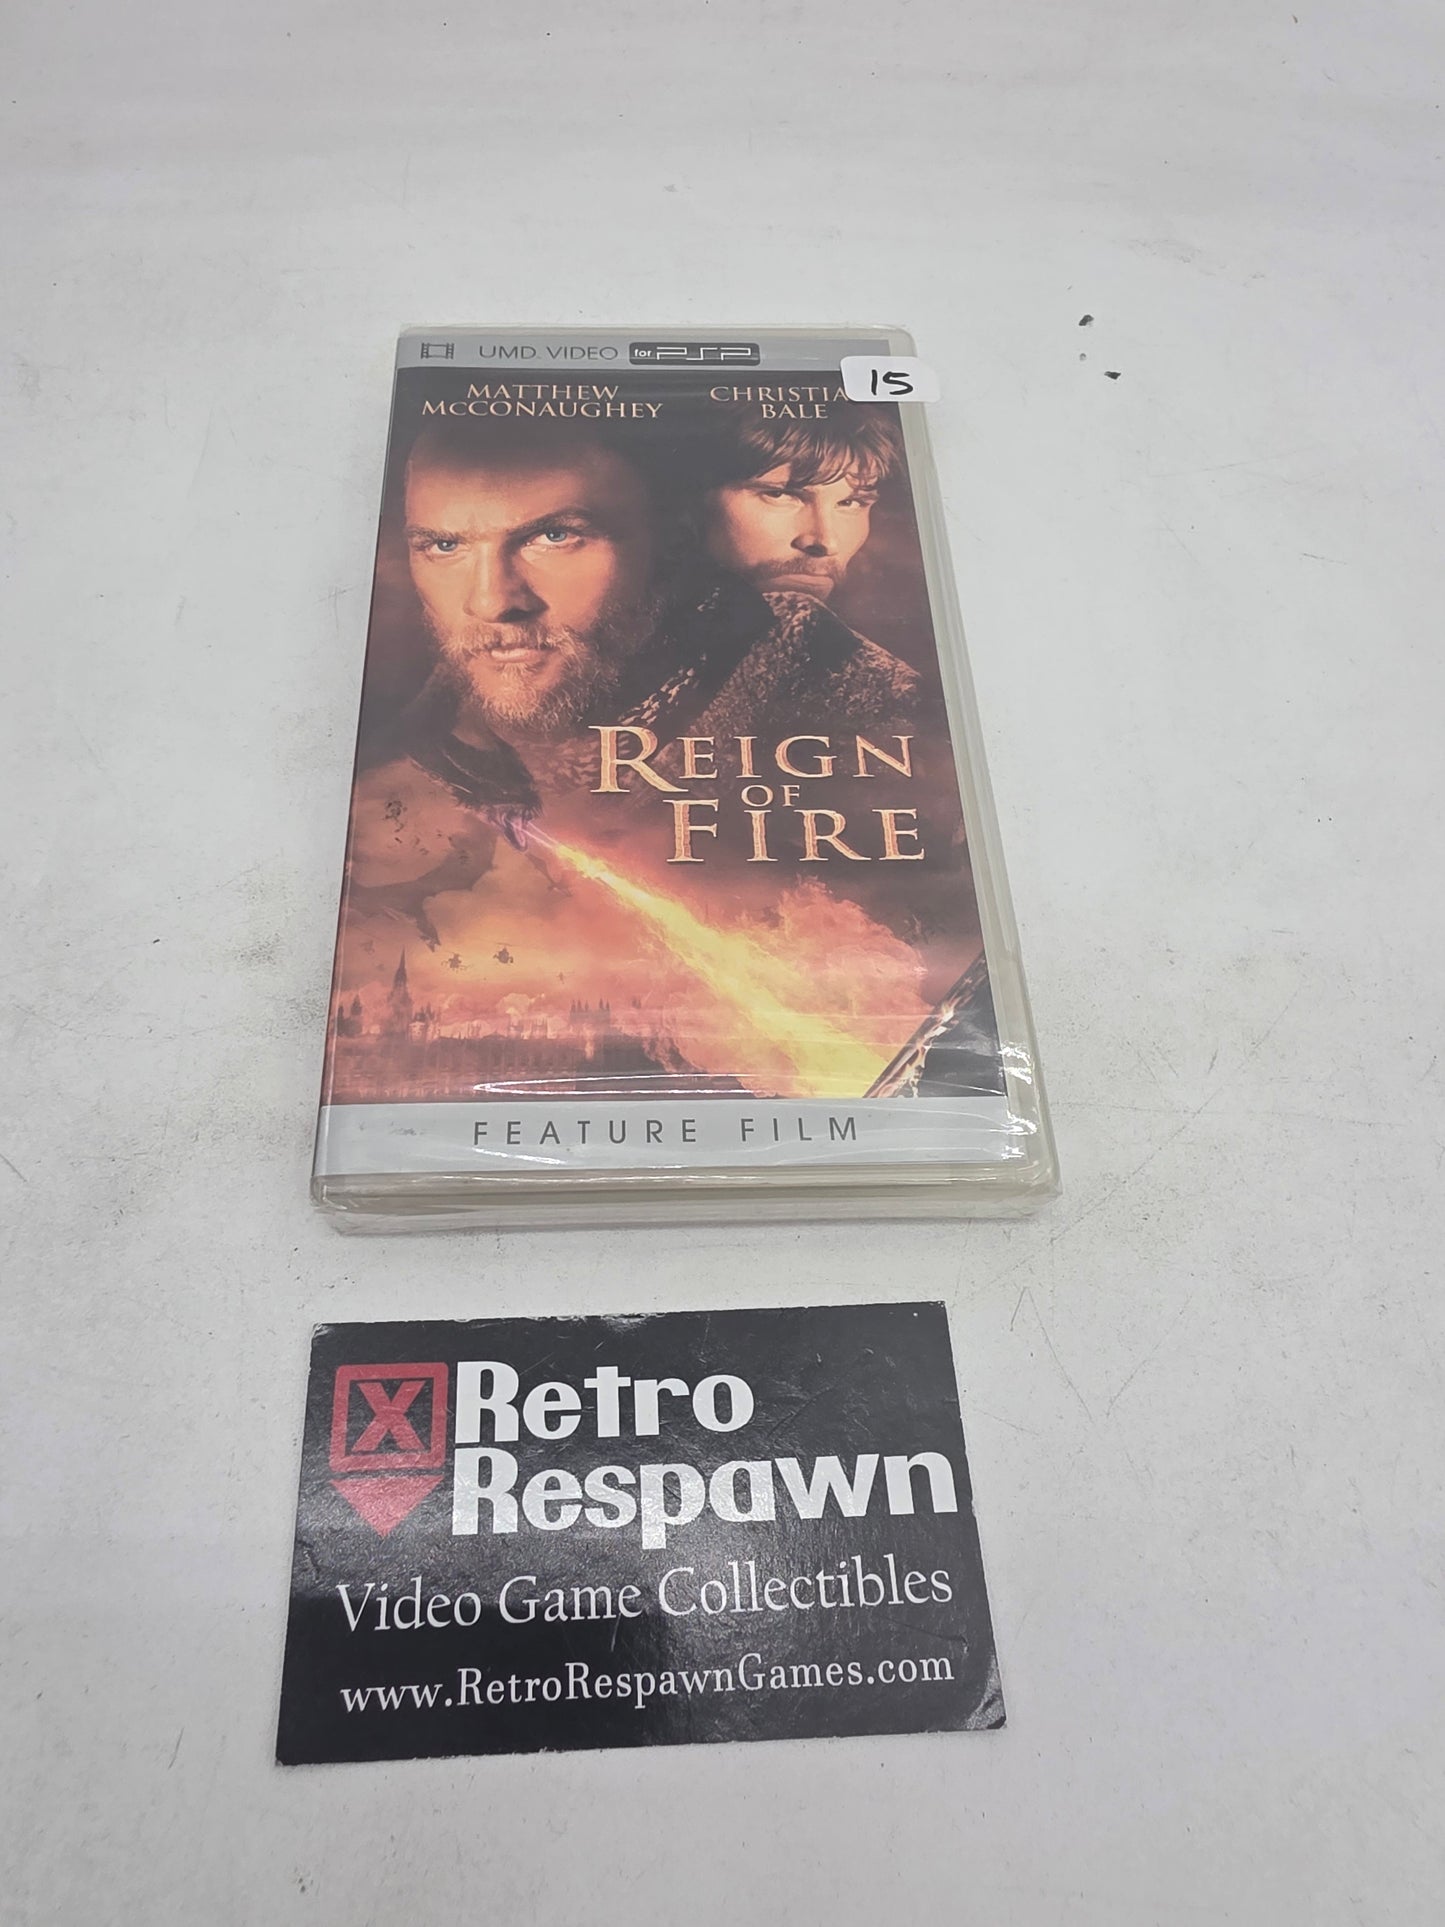 UMD. VIDEO for PSP
15
MATTHEW
MCCONAUGHEY
CHRISTIA
BALE
REIGN
OF
FIRE
FEATURE FILM
X Retro
Respawn
Video Game Collectibles
www.RetroRespawnGames.com